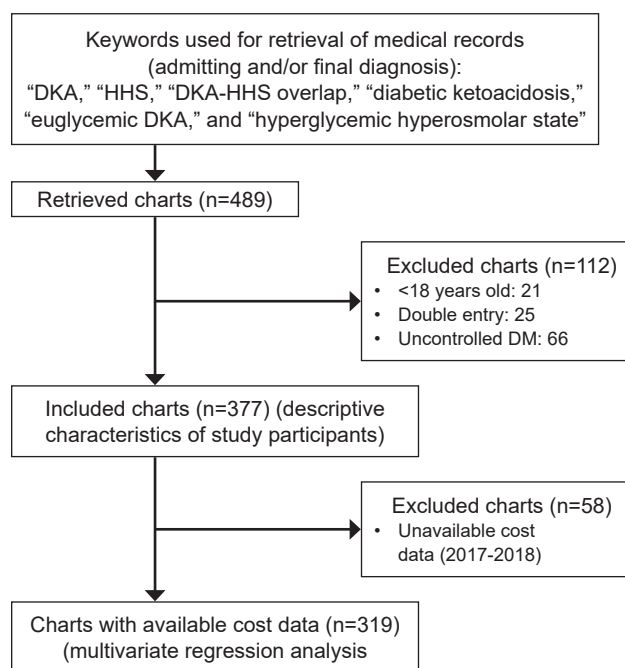 Keywords used for retrieval of medical records
(admitting and/or final diagnosis):
“DKA,” “HHS,” “DKA-HHS overlap,” “diabetic ketoacidosis,”
“euglycemic DKA,” and “hyperglycemic hyperosmolar state”
Retrieved charts (n=489)
Excluded charts (n=112)
• <18 years old: 21
• Double entry: 25
• Uncontrolled DM: 66
Included charts (n=377) (descriptive
characteristics of study participants)
Excluded charts (n=58)
• Unavailable cost
data (2017-2018)
Charts with available cost data (n=319)
(multivariate regression analysis